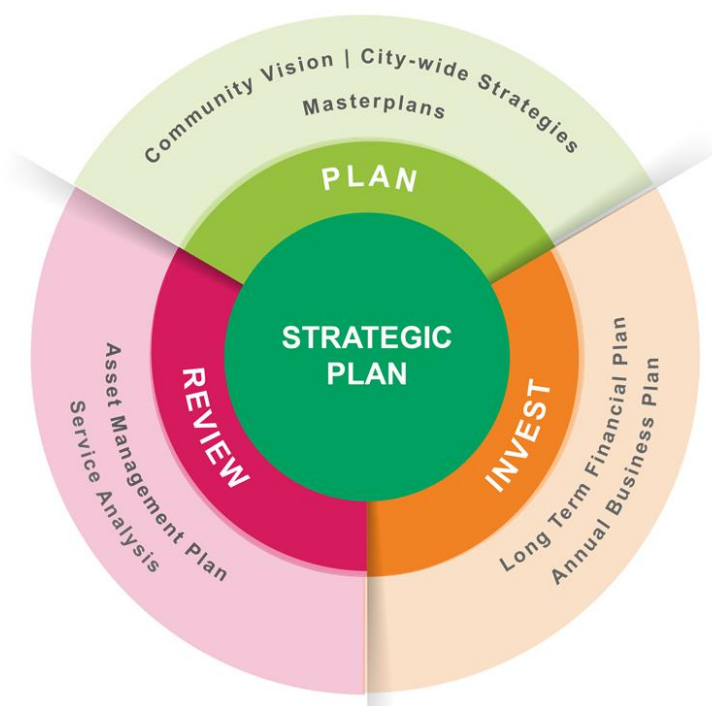 Community Vision | City-wide Strategies
Masterplans
PLAN
STRATEGIC
PLAN
INVEST
Long Term Financial Plan
Annual Business Plan
REVIEW
Asset Management Plan
Service Analysis